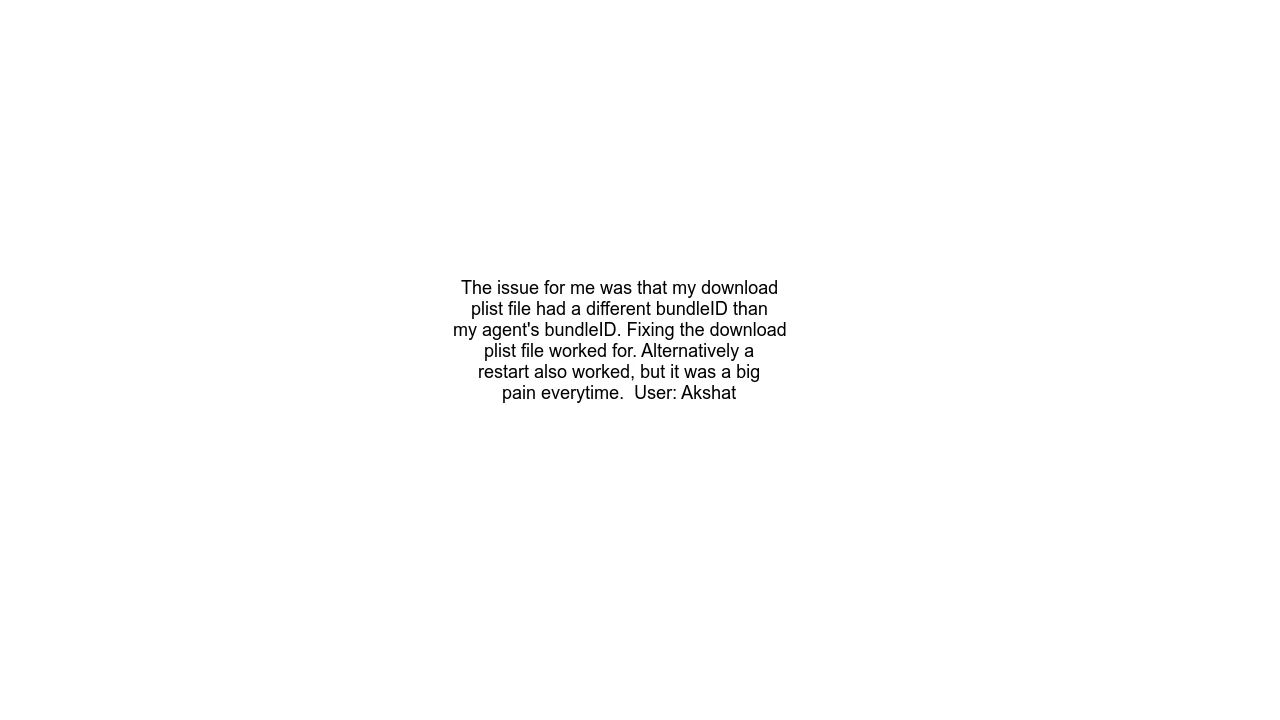 The issue for me was that my download
plist file had a different bundleID than
my agent's bundleID. Fixing the download
plist file worked for. Alternatively a
restart also worked, but it was a big
pain everytime.  User: Akshat